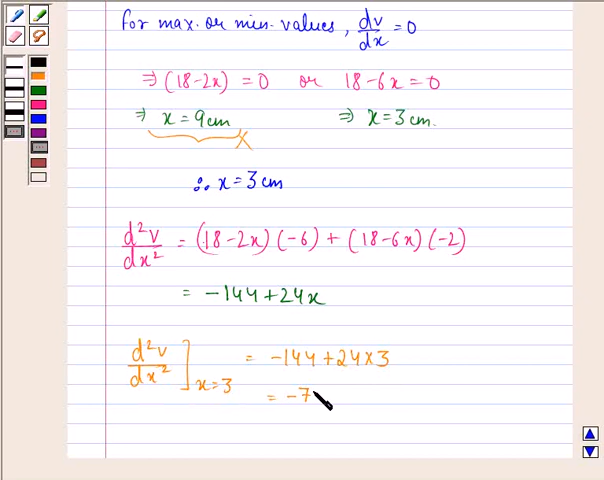 for max. or min. values, dv/dx = 0
⇒ (18-2x) = 0 or 18-6x = 0
⇒ x = 9cm ⇒ x = 3 cm.
∴ x = 3 cm
d²v/dx² = (18-2x)(-6) + (18-6x)(-2)
= -144 + 24x
d²v/dx² ]x=3 = -144 + 24 × 3
= -7